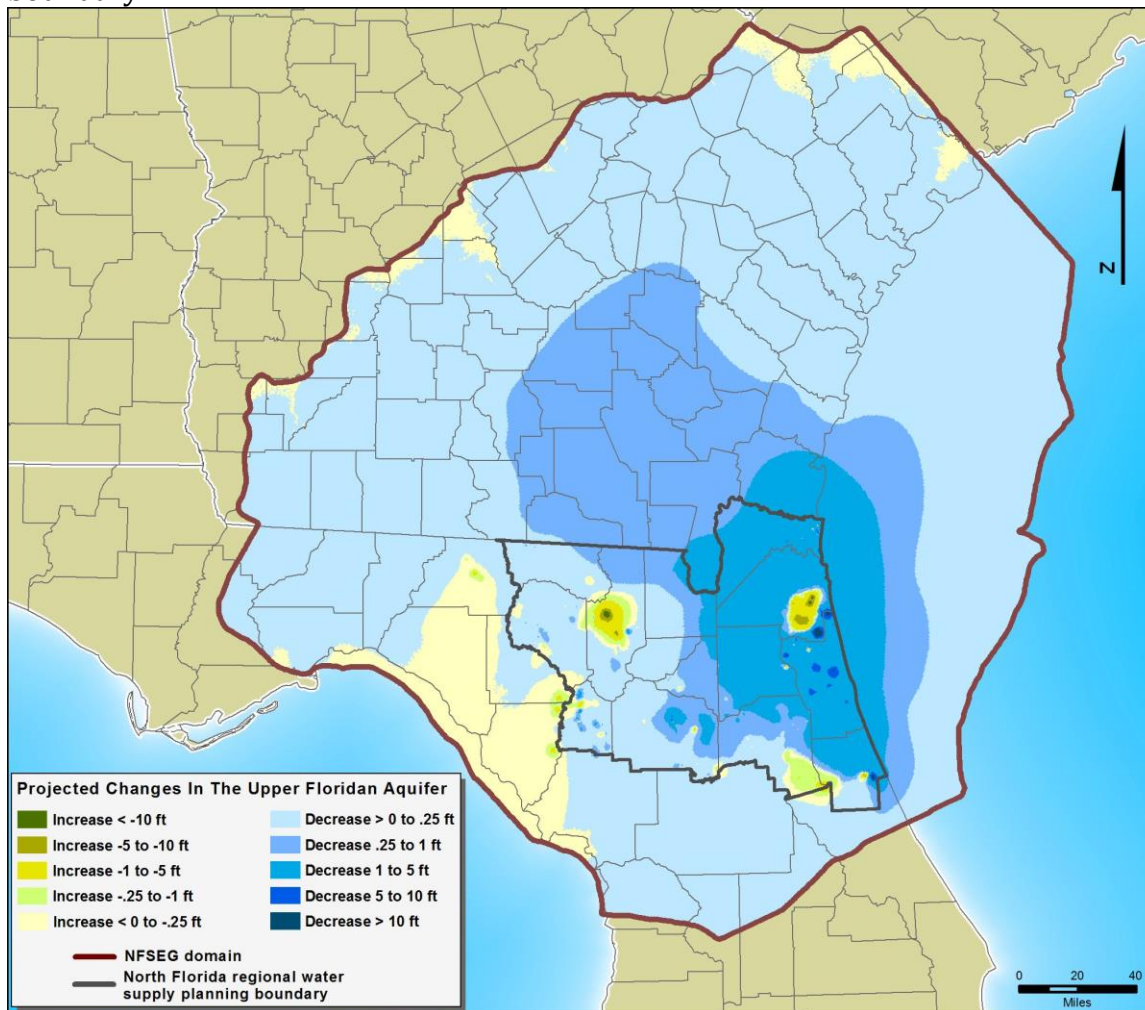 Projected Changes In The Upper Floridan Aquifer
Increase < -10 ft
Increase -5 to -10 ft
Increase -1 to -5 ft
Increase -.25 to -1 ft
Increase < 0 to -.25 ft
Decrease > 0 to .25 ft
Decrease .25 to 1 ft
Decrease 1 to 5 ft
Decrease 5 to 10 ft
Decrease > 10 ft
NFSEG domain
North Florida regional water
supply planning boundary
N
0 20 40
Miles